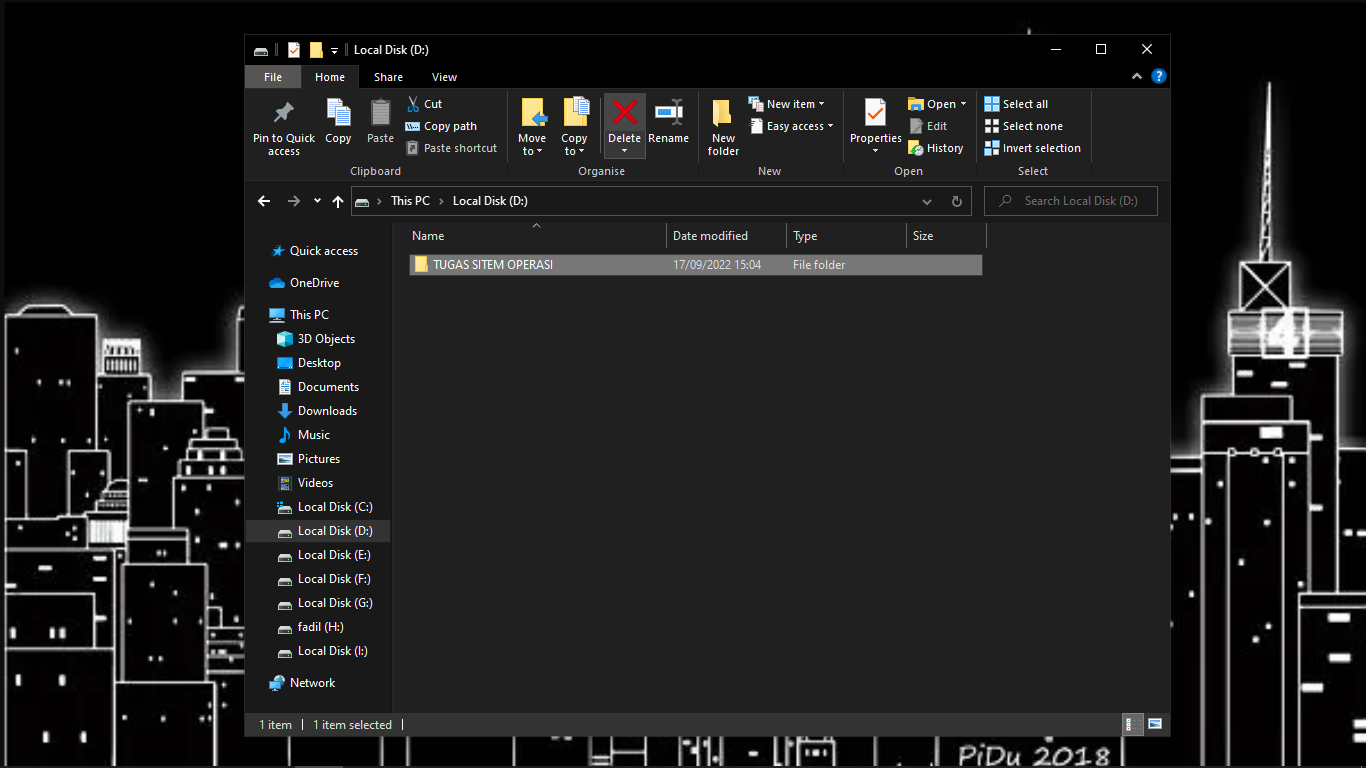 Local Disk (D:)
File Home Share View
Pin to Quick access
Copy
Paste
Cut
Copy path
Paste shortcut
Clipboard
Move to
Copy to
Delete
Rename
Organise
New folder
New item
Easy access
New
Properties
Open
Edit
History
Open
Select all
Select none
Invert selection
Select
This PC Local Disk (D:)
Search Local Disk (D:)
Name Date modified Type Size
TUGAS SITEM OPERASI 17/09/2022 15:04 File folder
Quick access
OneDrive
This PC
3D Objects
Desktop
Documents
Downloads
Music
Pictures
Videos
Local Disk (C:)
Local Disk (D:)
Local Disk (E:)
Local Disk (F:)
Local Disk (G:)
fadil (H:)
Local Disk (I:)
Network
1 item 1 item selected
4
PiDu 2018